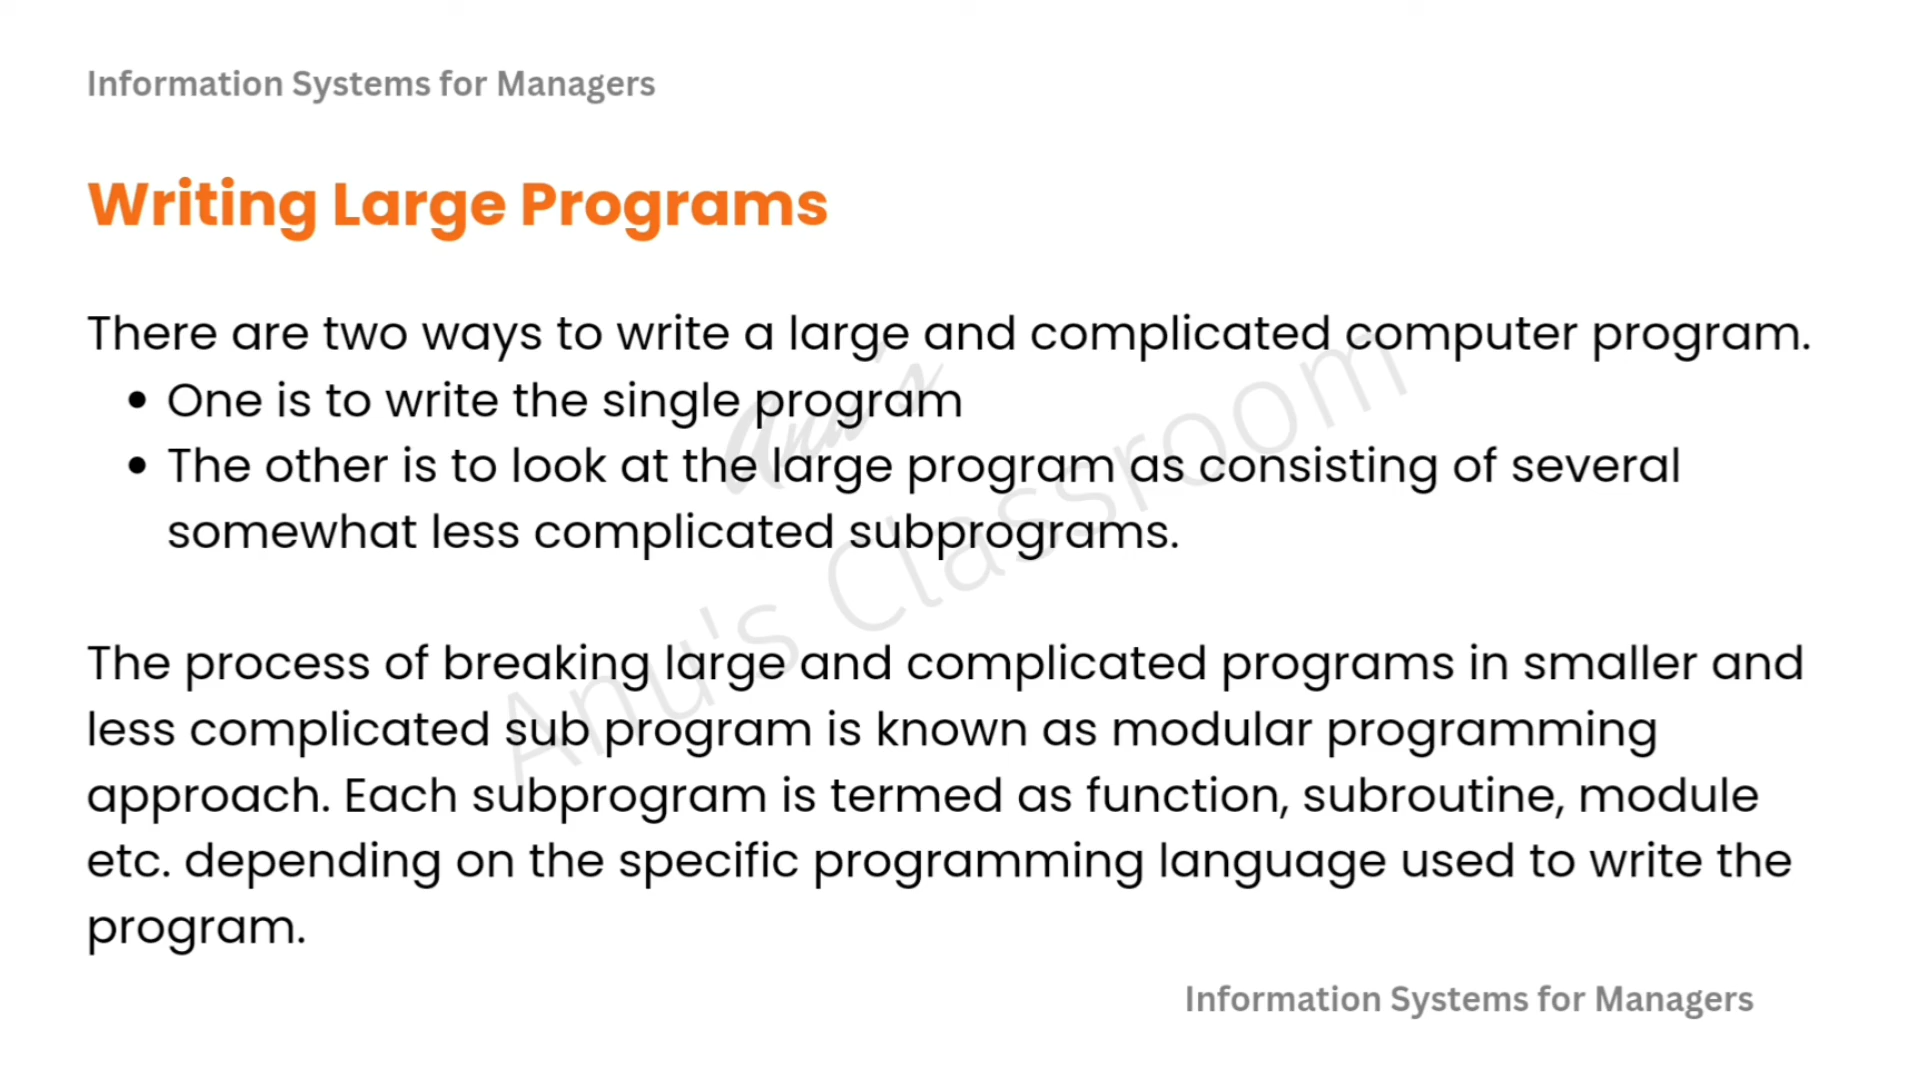 Information Systems for Managers
Writing Large Programs
There are two ways to write a large and complicated computer program.
• One is to write the single program
• The other is to look at the large program as consisting of several
somewhat less complicated subprograms.
The process of breaking large and complicated programs in smaller and
less complicated sub program is known as modular programming
approach. Each subprogram is termed as function, subroutine, module
etc. depending on the specific programming language used to write the
program.
Anu's
Anu's Classroom
Information Systems for Managers